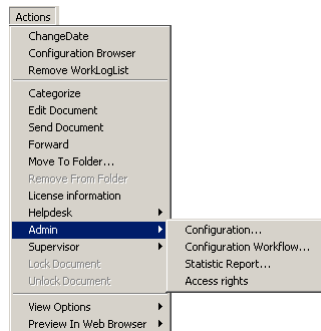 Actions
ChangeDate
Configuration Browser
Remove WorkLogList
Categorize
Edit Document
Send Document
Forward
Move To Folder...
Remove From Folder
License information
Helpdesk
Admin
Supervisor
Lock Document
Unlock Document
View Options
Preview In Web Browser
Configuration...
Configuration Workflow...
Statistic Report...
Access rights